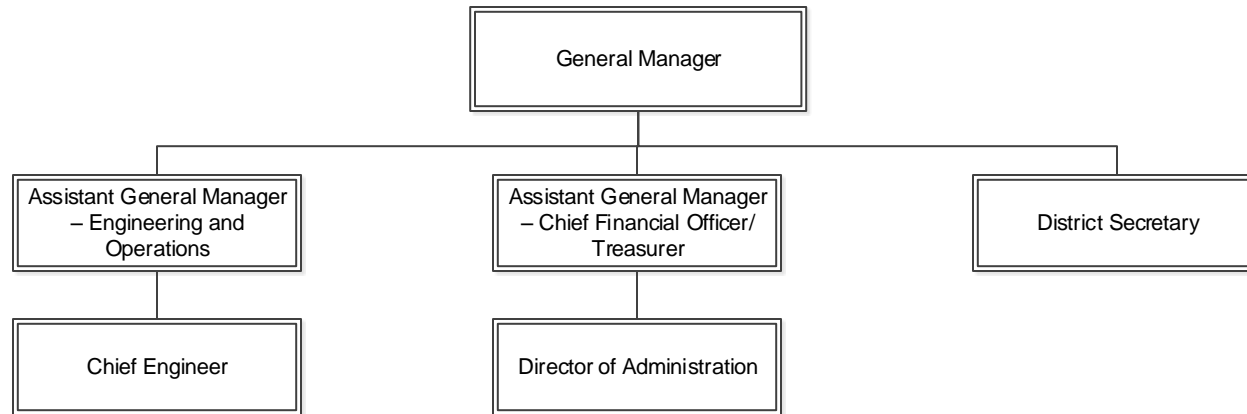 General Manager
Assistant General Manager
– Engineering and
Operations
Assistant General Manager
– Chief Financial Officer/
Treasurer
District Secretary
Chief Engineer
Director of Administration